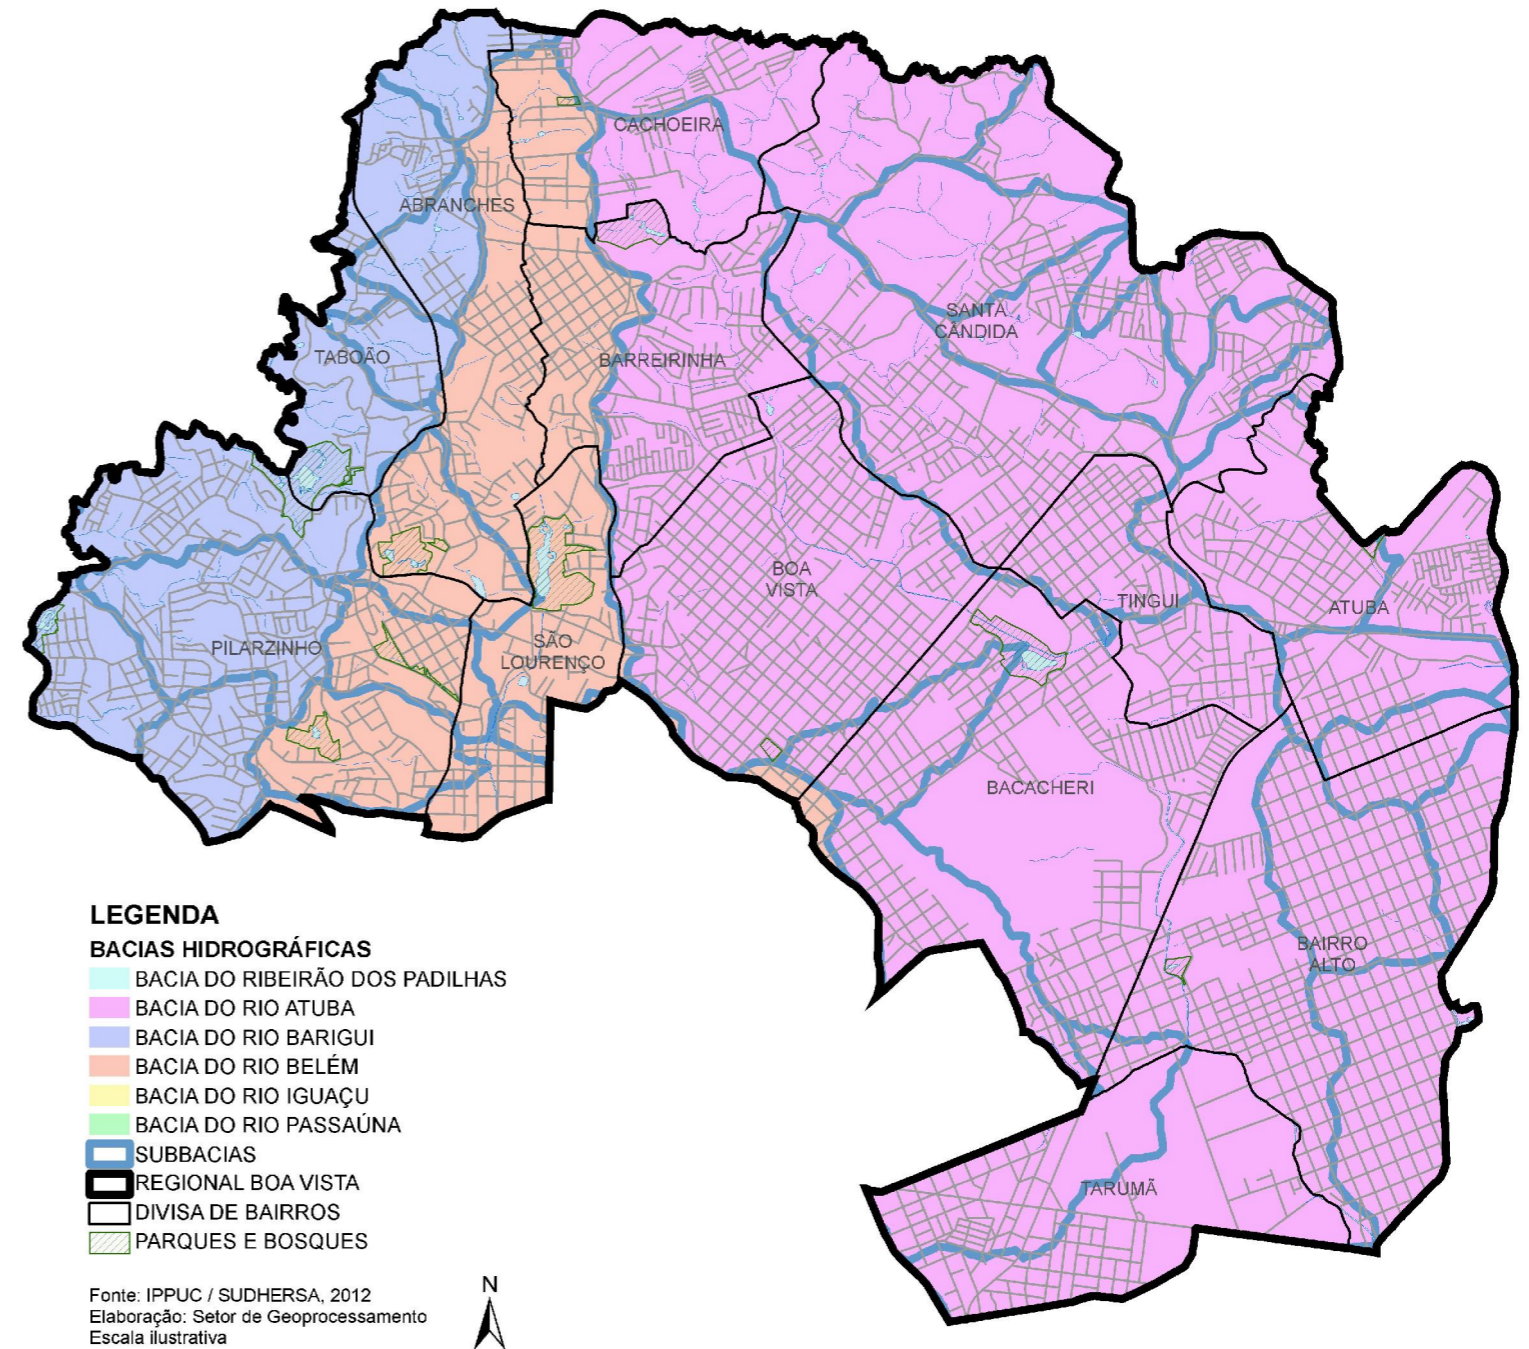 CACHOEIRA
ABRANCHES
SANTA
CÂNDIDA
TABOÃO
BARREIRINHA
BOA
VISTA
TINGUI
ATUBA
PILARZINHO
SÃO
LOURENÇO
BACACHERI
BAIRRO
ALTO
TARUMÃ
LEGENDA
BACIAS HIDROGRÁFICAS
BACIA DO RIBEIRÃO DOS PADILHAS
BACIA DO RIO ATUBA
BACIA DO RIO BARIGUI
BACIA DO RIO BELÉM
BACIA DO RIO IGUAÇU
BACIA DO RIO PASSAÚNA
SUBBACIAS
REGIONAL BOA VISTA
DIVISA DE BAIRROS
PARQUES E BOSQUES
Fonte: IPPUC / SUDHERSA, 2012
Elaboração: Setor de Geoprocessamento
Escala ilustrativa
N